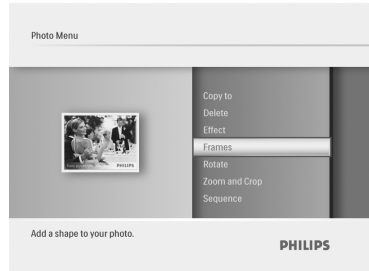 Photo Menu
Copy to
Delete
Effect
Frames
Rotate
Zoom and Crop
Sequence
PHILIPS
Add a shape to your photo.
PHILIPS